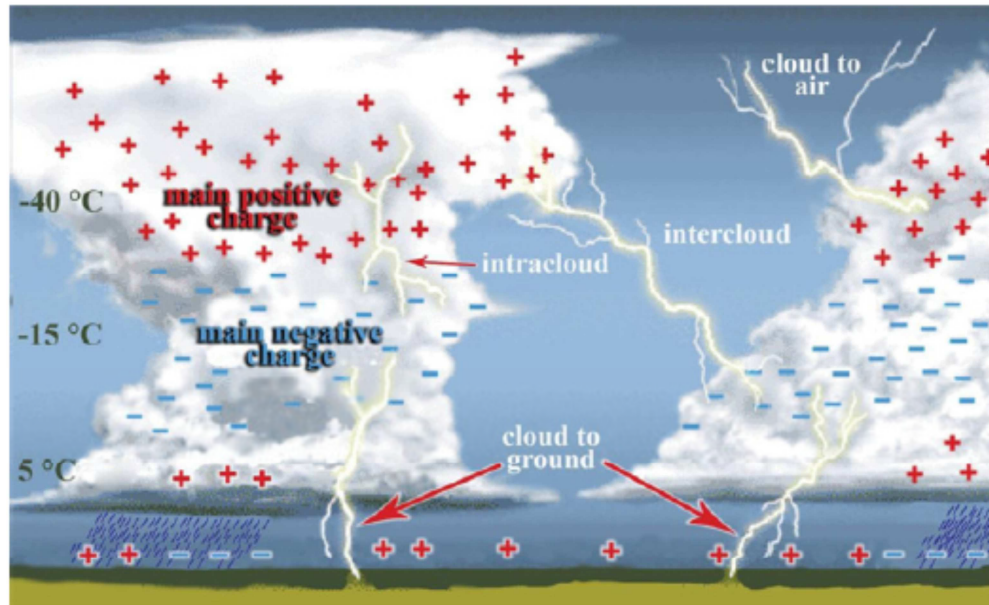 cloud to
air
main positive
charge
-40 °C
intercloud
intracloud
-15 °C
main negative
charge
cloud to
ground
5 °C